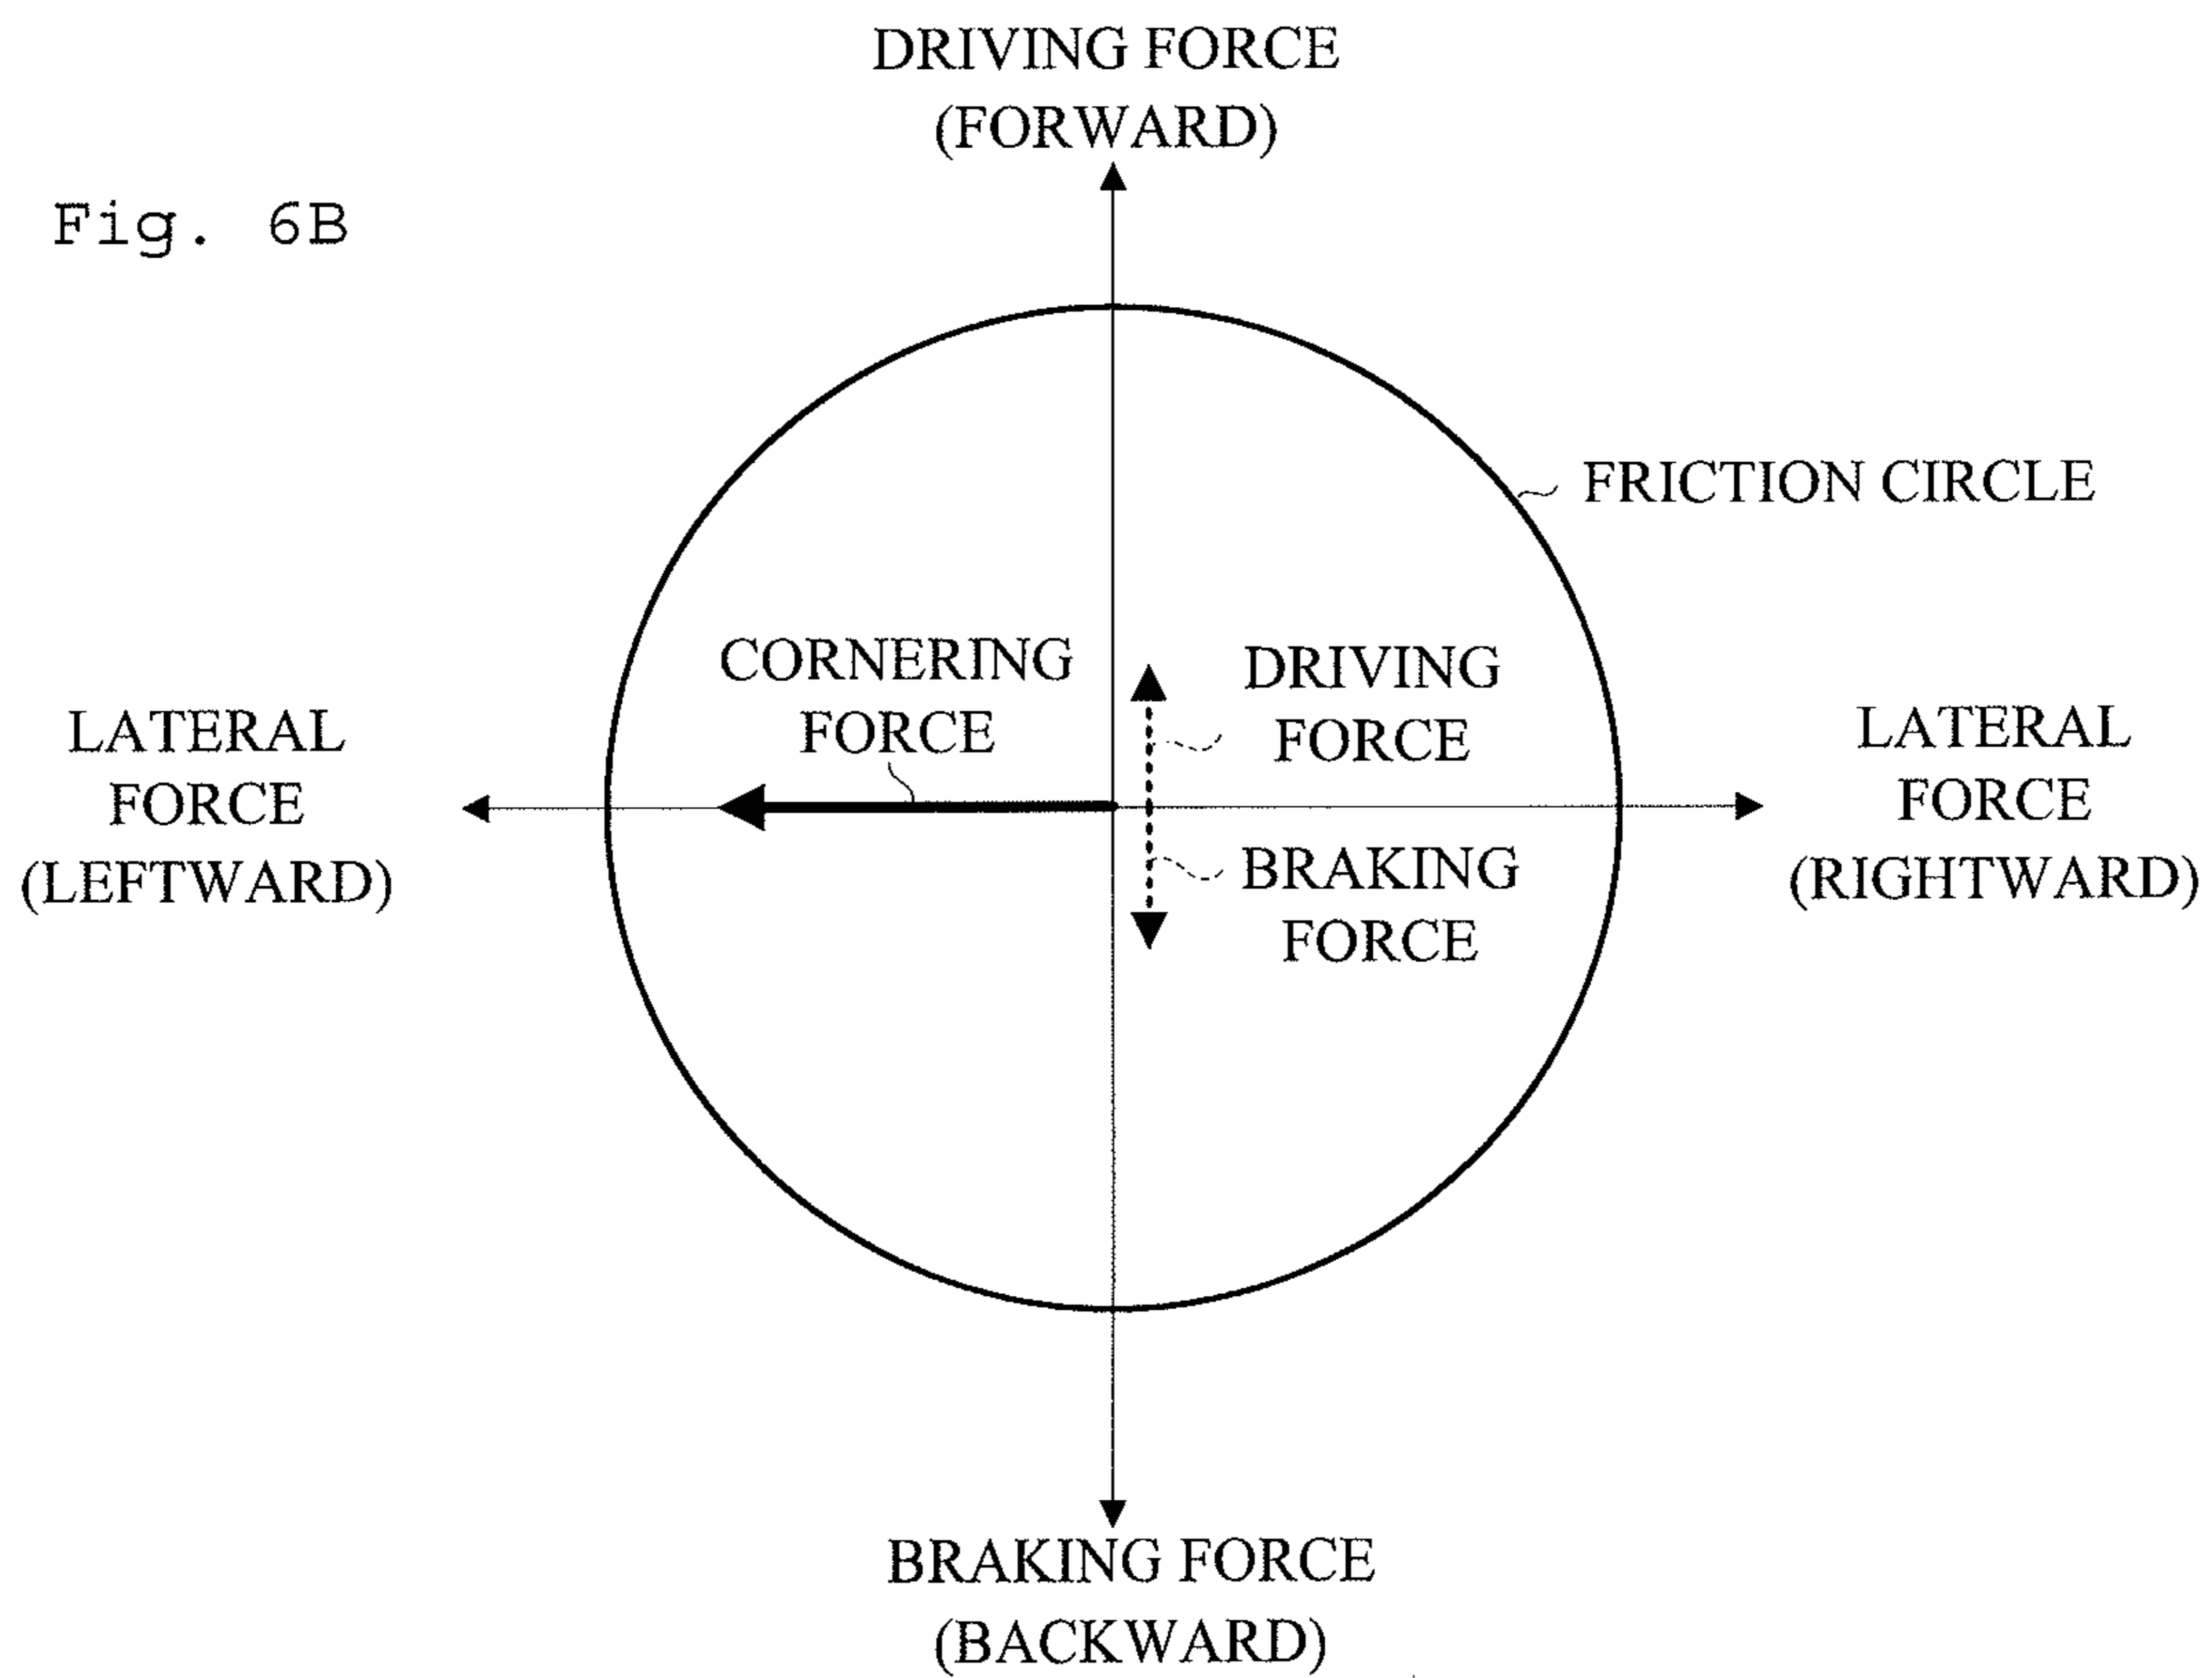 DRIVING FORCE
(FORWARD)
Fig. 6B
FRICTION CIRCLE
CORNERING
FORCE
DRIVING
FORCE
LATERAL
FORCE
(LEFTWARD)
LATERAL
FORCE
(RIGHTWARD)
BRAKING
FORCE
BRAKING FORCE
(BACKWARD)